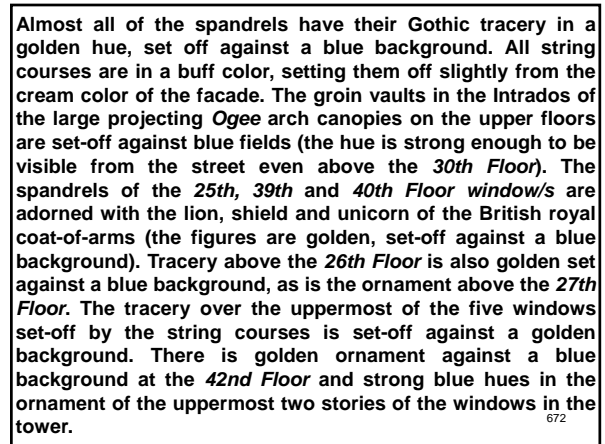 Almost all of the spandrels have their Gothic tracery in a
golden hue, set off against a blue background. All string
courses are in a buff color, setting them off slightly from the
cream color of the facade. The groin vaults in the Intrados of
the large projecting Ogee arch canopies on the upper floors
are set-off against blue fields (the hue is strong enough to be
visible from the street even above the 30th Floor). The
spandrels of the 25th, 39th and 40th Floor window/s are
adorned with the lion, shield and unicorn of the British royal
coat-of-arms (the figures are golden, set-off against a blue
background). Tracery above the 26th Floor is also golden set
against a blue background, as is the ornament above the 27th
Floor. The tracery over the uppermost of the five windows
set-off by the string courses is set-off against a golden
background. There is golden ornament against a blue
background at the 42nd Floor and strong blue hues in the
ornament of the uppermost two stories of the windows in the
tower.
672